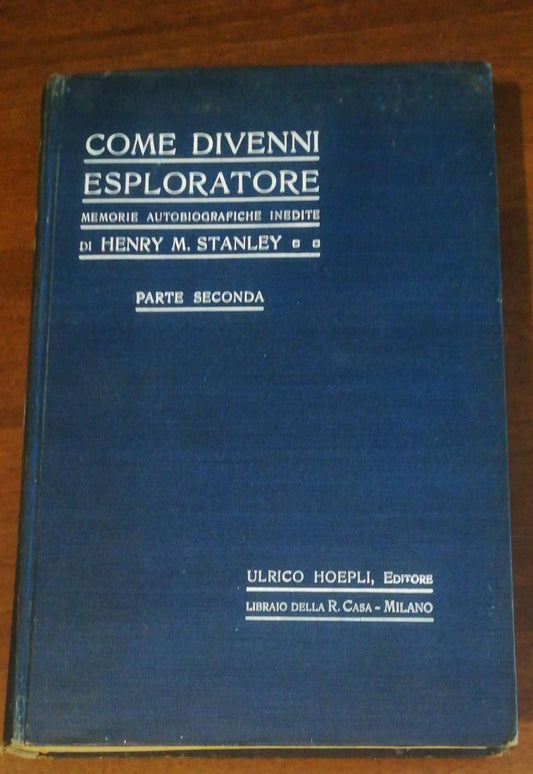 COME DIVENNI
ESPLORATORE
MEMORIE AUTOBIOGRAFICHE INEDITE
DI HENRY M. STANLEY
PARTE SECONDA
ULRICO HOEPLI, EDITORE
LIBRAIO DELLA R. CASA - MILANO